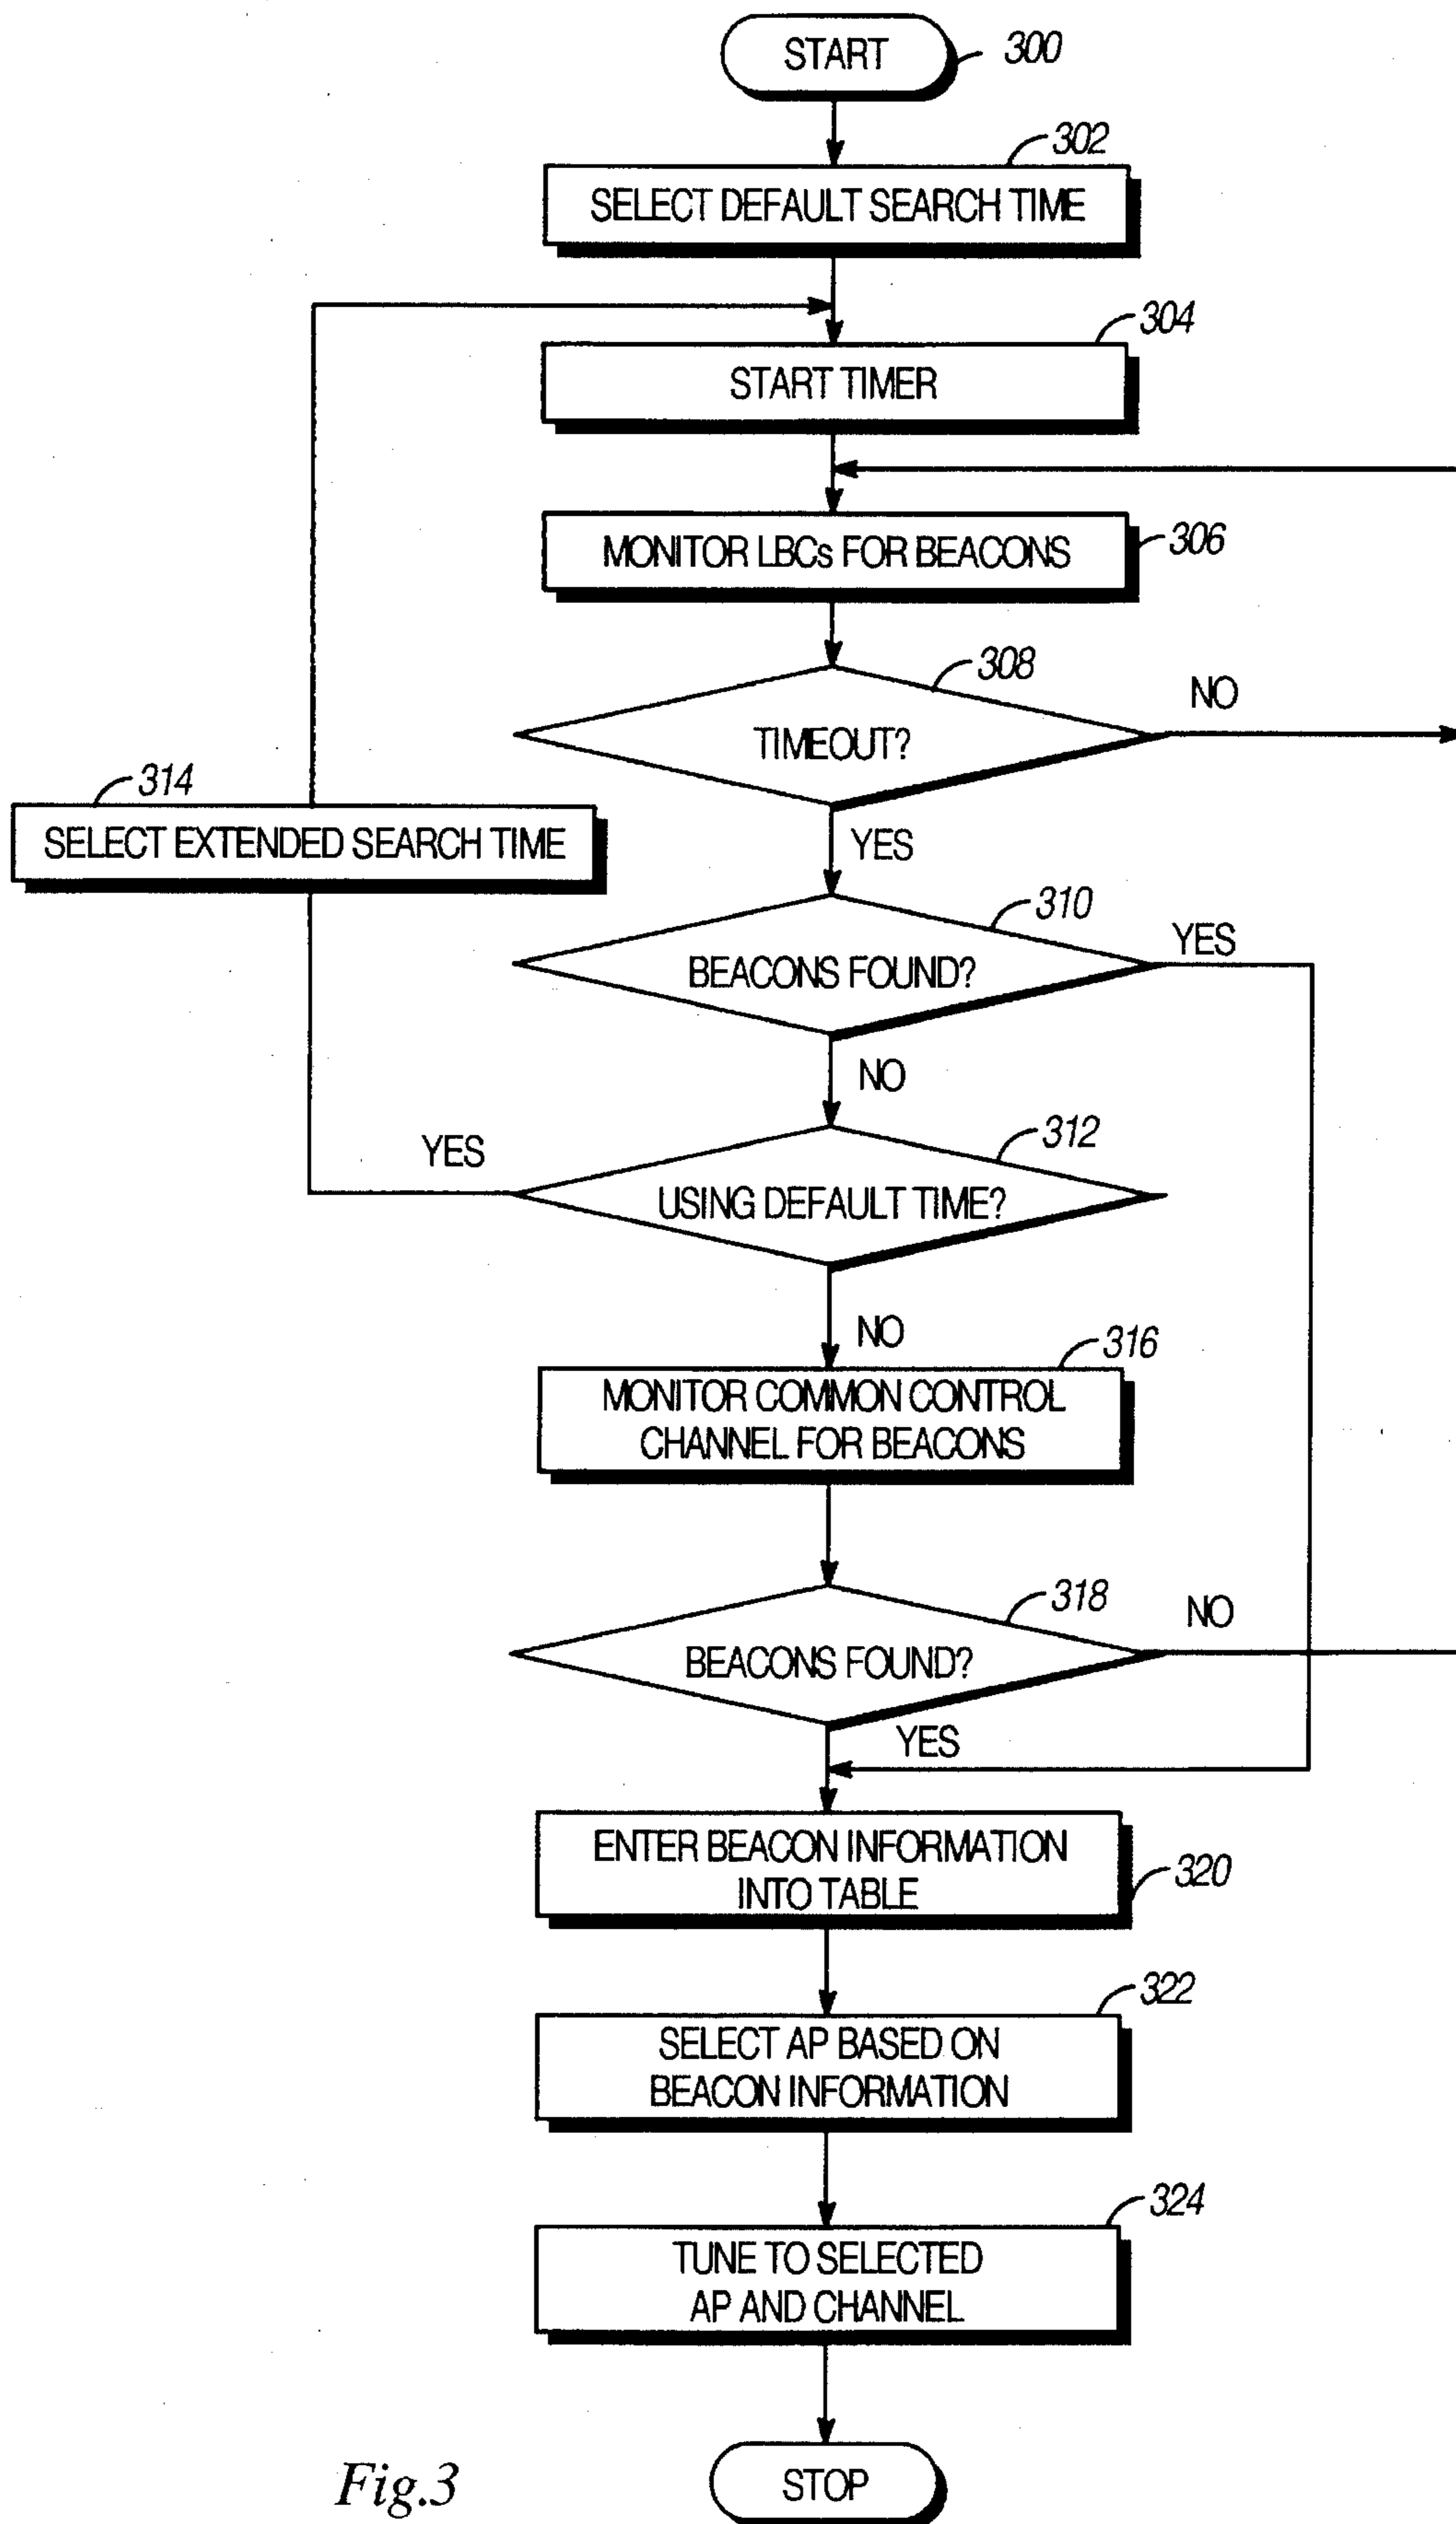 START
300
302
SELECT DEFAULT SEARCH TIME
304
START TIMER
MONITOR LBCs FOR BEACONS
306
308
NO
TIMEOUT?
314
SELECT EXTENDED SEARCH TIME
YES
310
YES
BEACONS FOUND?
NO
312
YES
USING DEFAULT TIME?
NO
316
MONITOR COMMON CONTROL
CHANNEL FOR BEACONS
318
NO
BEACONS FOUND?
YES
ENTER BEACON INFORMATION
INTO TABLE
320
322
SELECT AP BASED ON
BEACON INFORMATION
324
TUNE TO SELECTED
AP AND CHANNEL
Fig.3
STOP